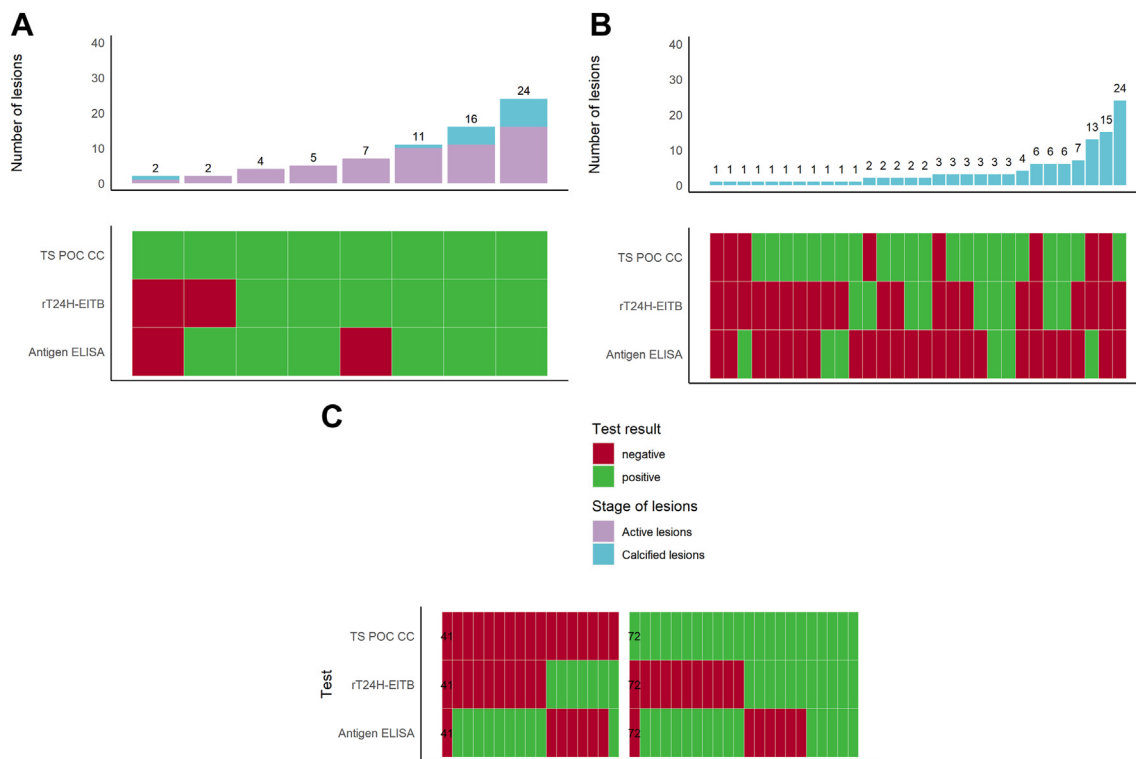 A
Number of lesions
40
30
20
10
0
2 2 4 5 7 11 16 24
TS POC CC
rT24H-EITB
Antigen ELISA
B
Number of lesions
40
30
20
10
0
1 1 1 1 1 1 1 1 1 1 1 2 2 2 2 2 3 3 3 3 3 3 4 6 6 6 7 13 15 24
TS POC CC
rT24H-EITB
Antigen ELISA
C
Test result
negative
positive
Stage of lesions
Active lesions
Calcified lesions
Test
TS POC CC
41 72
rT24H-EITB
41 72
Antigen ELISA
41 72